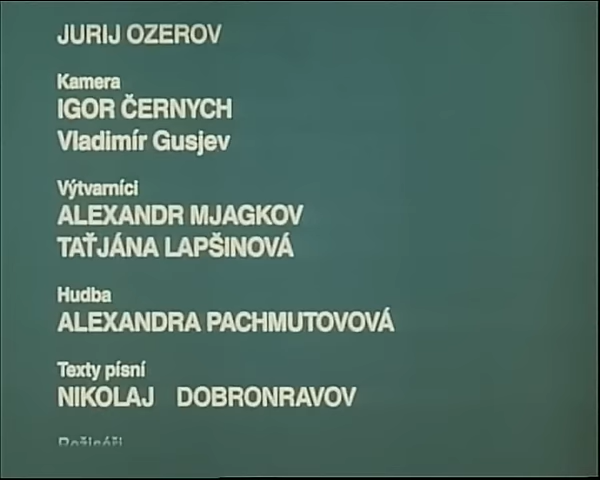 JURIJ OZEROV
Kamera
IGOR ČERNYCH
Vladimír Gusjev
Výtvarníci
ALEXANDR MJAGKOV
TAŤJÁNA LAPŠINOVÁ
Hudba
ALEXANDRA PACHMUTOVOVÁ
Texty písní
NIKOLAJ DOBRONRAVOV